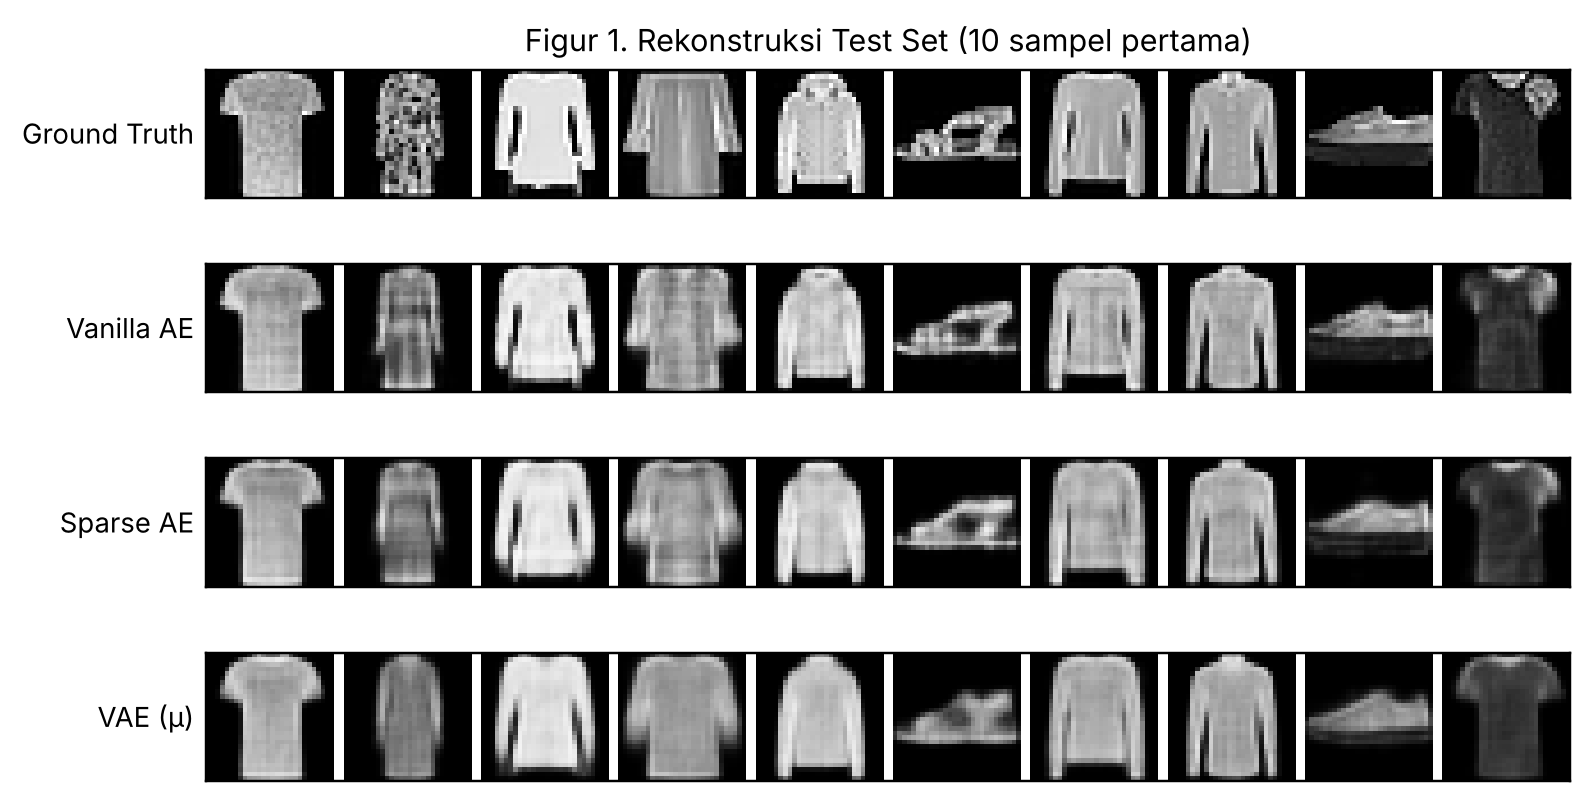 Figur 1. Rekonstruksi Test Set (10 sampel pertama)
Ground Truth
Vanilla AE
Sparse AE
VAE (μ)